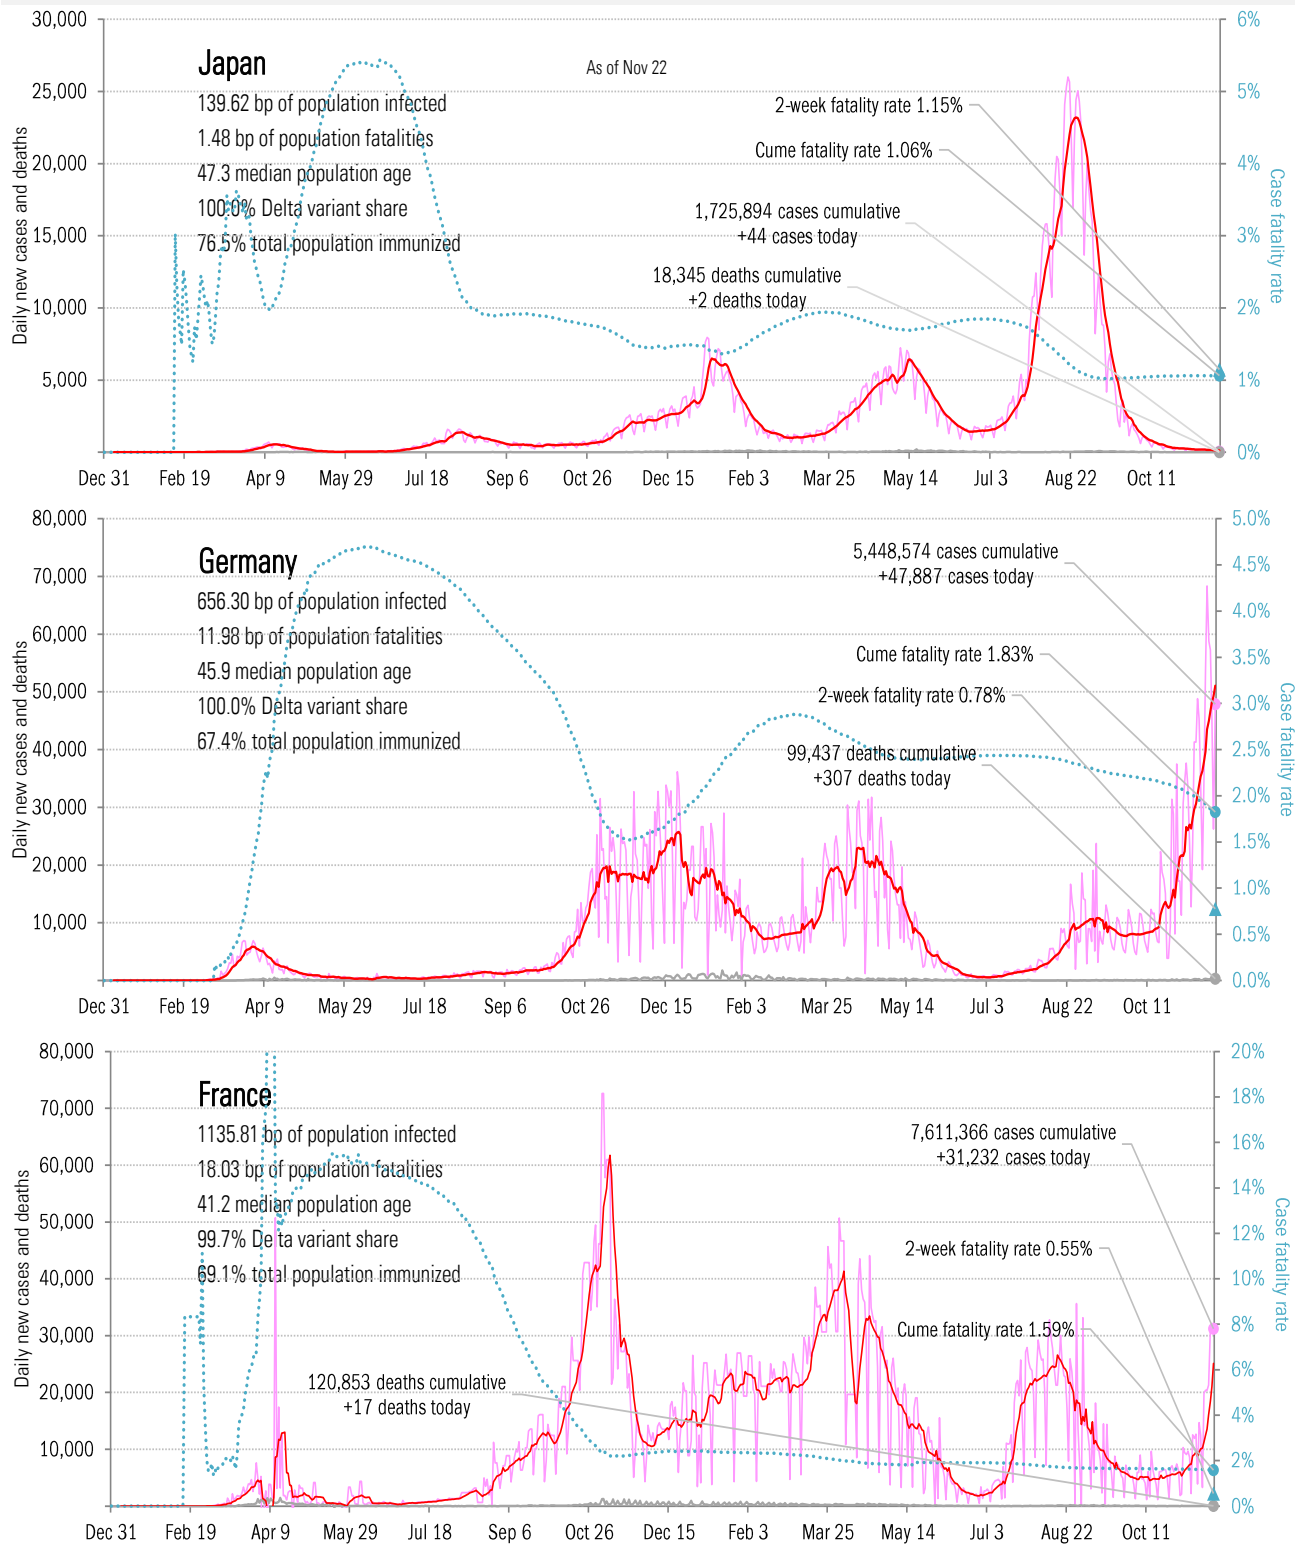 30,000
25,000
20,000
15,000
10,000
5,000
Daily new cases and deaths
6%
5%
4%
3%
2%
1%
0%
Case fatality rate
Japan
139.62 bp of population infected
1.48 bp of population fatalities
47.3 median population age
100.0% Delta variant share
76.5% total population immunized
As of Nov 22
2-week fatality rate 1.15%
Cume fatality rate 1.06%
1,725,894 cases cumulative
+44 cases today
18,345 deaths cumulative
+2 deaths today
Dec 31 Feb 19 Apr 9 May 29 Jul 18 Sep 6 Oct 26 Dec 15 Feb 3 Mar 25 May 14 Jul 3 Aug 22 Oct 11
80,000
70,000
60,000
50,000
40,000
30,000
20,000
10,000
Daily new cases and deaths
5.0%
4.5%
4.0%
3.5%
3.0%
2.5%
2.0%
1.5%
1.0%
0.5%
0.0%
Case fatality rate
Germany
656.30 bp of population infected
11.98 bp of population fatalities
45.9 median population age
100.0% Delta variant share
67.4% total population immunized
5,448,574 cases cumulative
+47,887 cases today
Cume fatality rate 1.83%
2-week fatality rate 0.78%
99,437 deaths cumulative
+307 deaths today
Dec 31 Feb 19 Apr 9 May 29 Jul 18 Sep 6 Oct 26 Dec 15 Feb 3 Mar 25 May 14 Jul 3 Aug 22 Oct 11
80,000
70,000
60,000
50,000
40,000
30,000
20,000
10,000
Daily new cases and deaths
20%
18%
16%
14%
12%
10%
8%
6%
4%
2%
0%
Case fatality rate
France
1135.81 bp of population infected
18.03 bp of population fatalities
41.2 median population age
99.7% Delta variant share
69.1% total population immunized
7,611,366 cases cumulative
+31,232 cases today
2-week fatality rate 0.55%
Cume fatality rate 1.59%
120,853 deaths cumulative
+17 deaths today
Dec 31 Feb 19 Apr 9 May 29 Jul 18 Sep 6 Oct 26 Dec 15 Feb 3 Mar 25 May 14 Jul 3 Aug 22 Oct 11